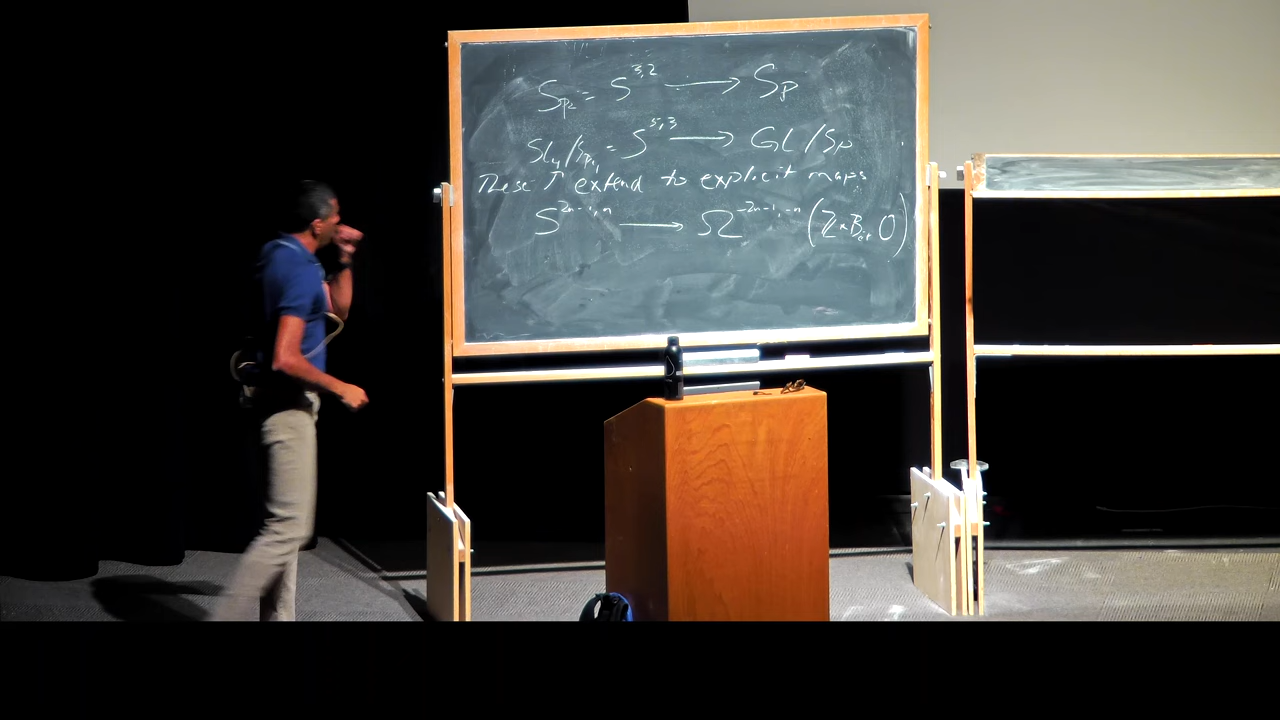 Sp₂ = S^{3,2} → Sp
SL₄/Sp₄ = S^{5,3} → GL/Sp
These ↑ extend to explicit maps
S^{2n-1,n} → Ω^{-2n-1,-n} (ℤ×B_{et} O)